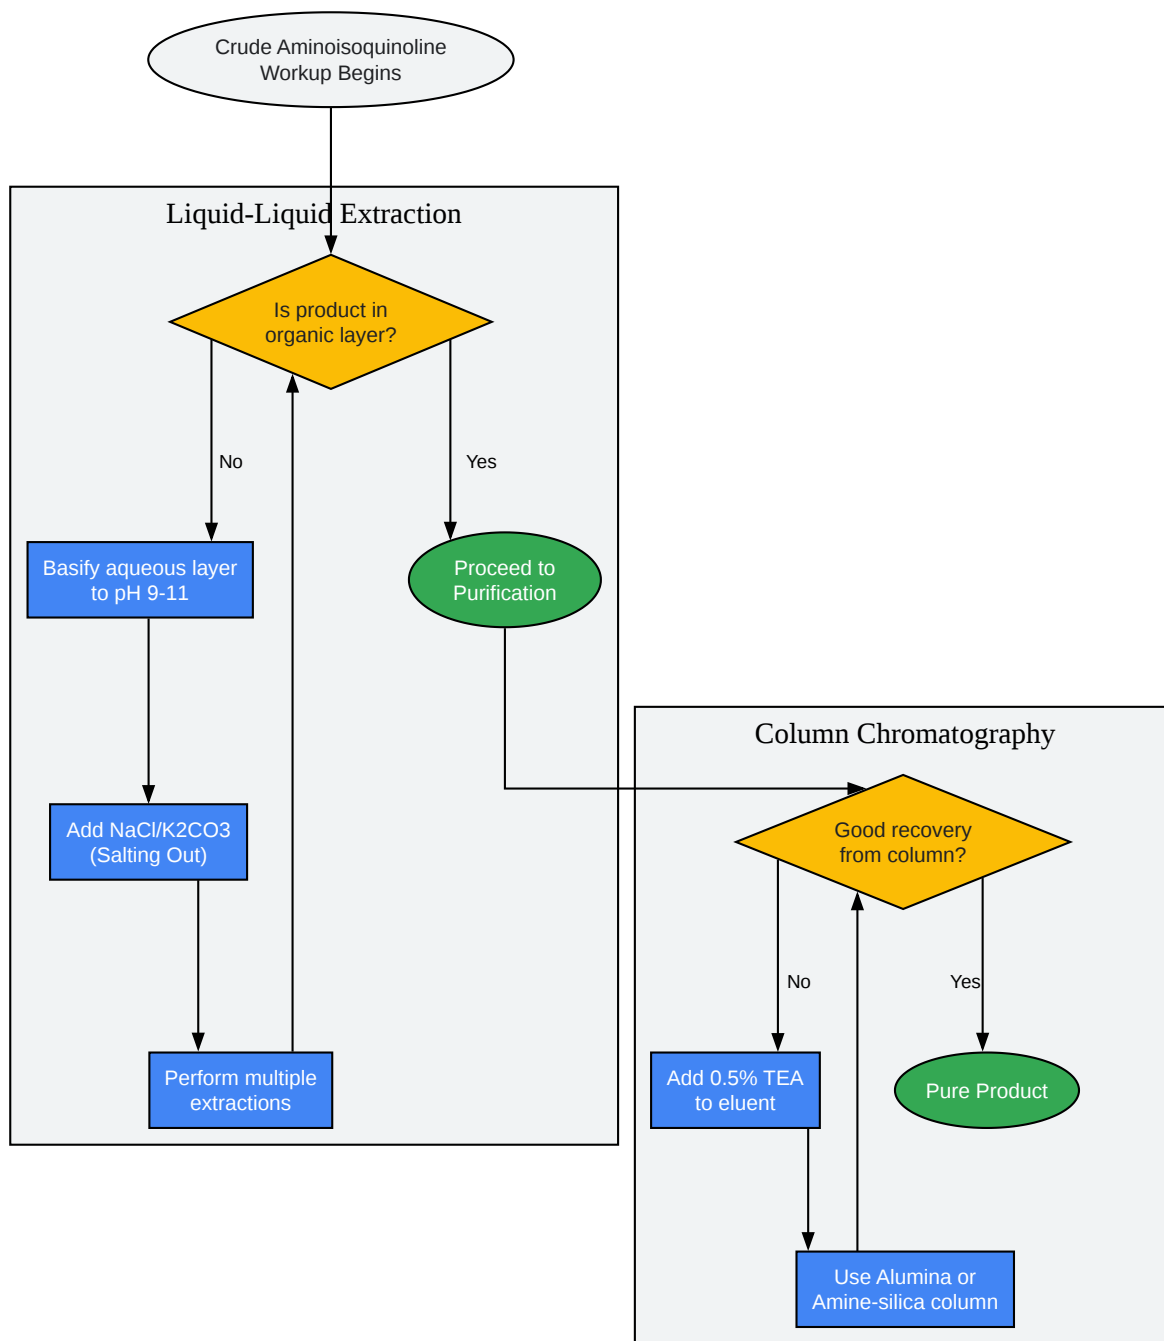 Crude Aminoisoquinoline
Workup Begins
Liquid-Liquid Extraction
Is product in
organic layer?
No
Yes
Basify aqueous layer
to pH 9-11
Proceed to
Purification
Column Chromatography
Add NaCl/K2CO3
(Salting Out)
Good recovery
from column?
No
Yes
Perform multiple
extractions
Add 0.5% TEA
to eluent
Pure Product
Use Alumina or
Amine-silica column